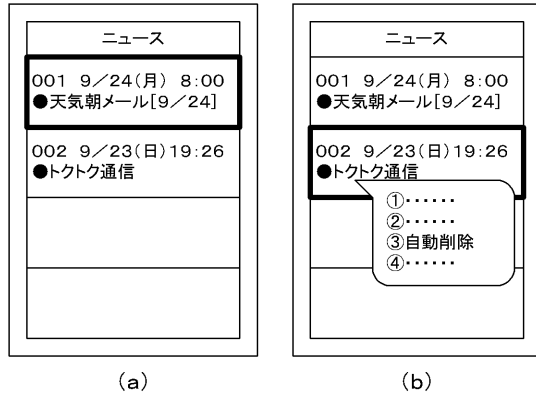 ニュース
001 9／24(月) 8:00
●天気朝メール[9／24]
002 9／23(日)19:26
●トクトク通信
(a)
ニュース
001 9／24(月) 8:00
●天気朝メール[9／24]
002 9／23(日)19:26
●トクトク通信
①‥‥‥
②‥‥‥
③自動削除
④‥‥‥
(b)